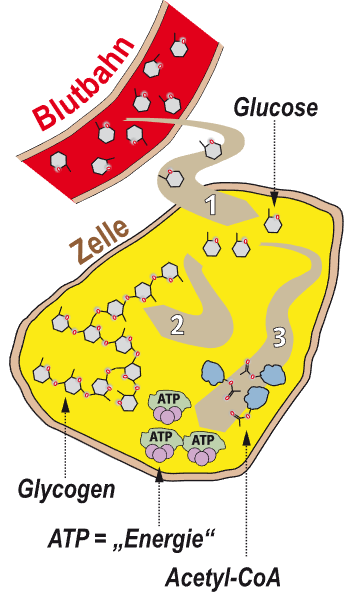 Blutbahn
Glucose
1
Zelle
2
3
ATP
ATP
ATP
Glycogen
ATP = „Energie“
Acetyl-CoA